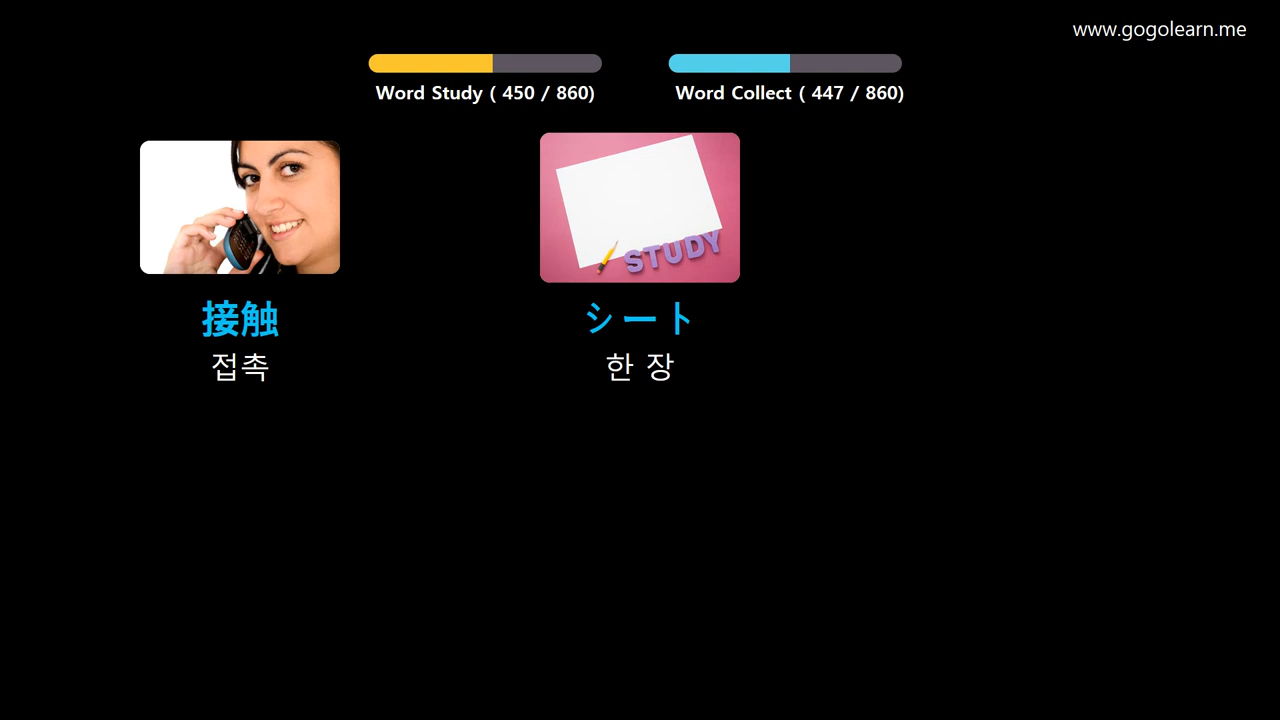 www.gogolearn.me
Word Study ( 450 / 860)
Word Collect ( 447 / 860)
STUDY
接触
シート
접촉
한 장